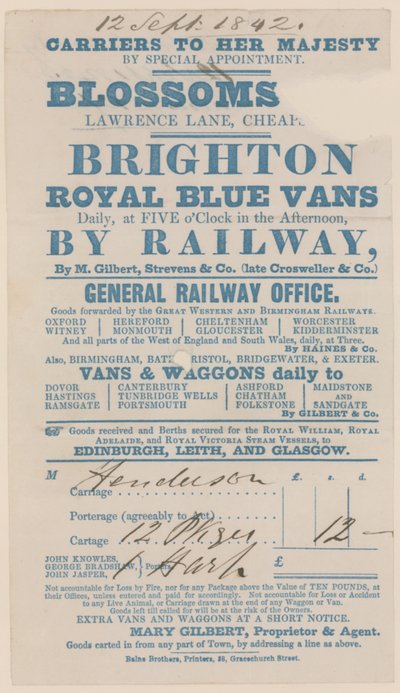 12 Sept. 1842.
CARRIERS TO HER MAJESTY
BY SPECIAL APPOINTMENT.
BLOSSOMS
LAWRENCE LANE, CHEAPS
BRIGHTON
ROYAL BLUE VANS
Daily, at FIVE o'Clock in the Afternoon,
BY RAILWAY,
By M. Gilbert, Strevens & Co. (late Crosweller & Co.)
GENERAL RAILWAY OFFICE.
Goods forwarded by the GREAT WESTERN AND BIRMINGHAM RAILWAYS.
OXFORD HEREFORD CHELTENHAM WORCESTER
WITNEY MONMOUTH GLOUCESTER KIDDERMINSTER
And all parts of the West of England and South Wales, daily, at Three.
By HAINES & Co.
Also, BIRMINGHAM, BAT RISTOL, BRIDGEWATER, & EXETER.
VANS & WAGGONS daily to
DOVOR CANTERBURY ASHFORD MAIDSTONE
HASTINGS TUNBRIDGE WELLS CHATHAM AND
RAMSGATE PORTSMOUTH FOLKSTONE SANDGATE
By GILBERT & Co.
Goods received and Berths secured for the ROYAL WILLIAM, ROYAL
ADELAIDE, and ROYAL VICTORIA STEAM VESSELS, to
EDINBURGH, LEITH, and GLASGOW.
M Henderson £. s. d.
Carriage
Porterage (agreeably to Act)
Cartage 12 Pkges 12 —
JOHN KNOWLES,
GEORGE BRADSHAW, } Porters £
JOHN JASPER,
Not accountable for Loss by Fire, nor for any Package above the Value of TEN POUNDS, at
their Offices, unless entered and paid for accordingly. Not accountable for Loss or Accident
to any Live Animal, or Carriage drawn at the end of any Waggon or Van.
Goods left till called for will be at the risk of the Owners.
EXTRA VANS AND WAGGONS AT A SHORT NOTICE.
MARY GILBERT, Proprietor & Agent.
Goods carted in from any part of Town, by addressing a line as above.
Bains Brothers, Printers, 38, Gracechurch Street.